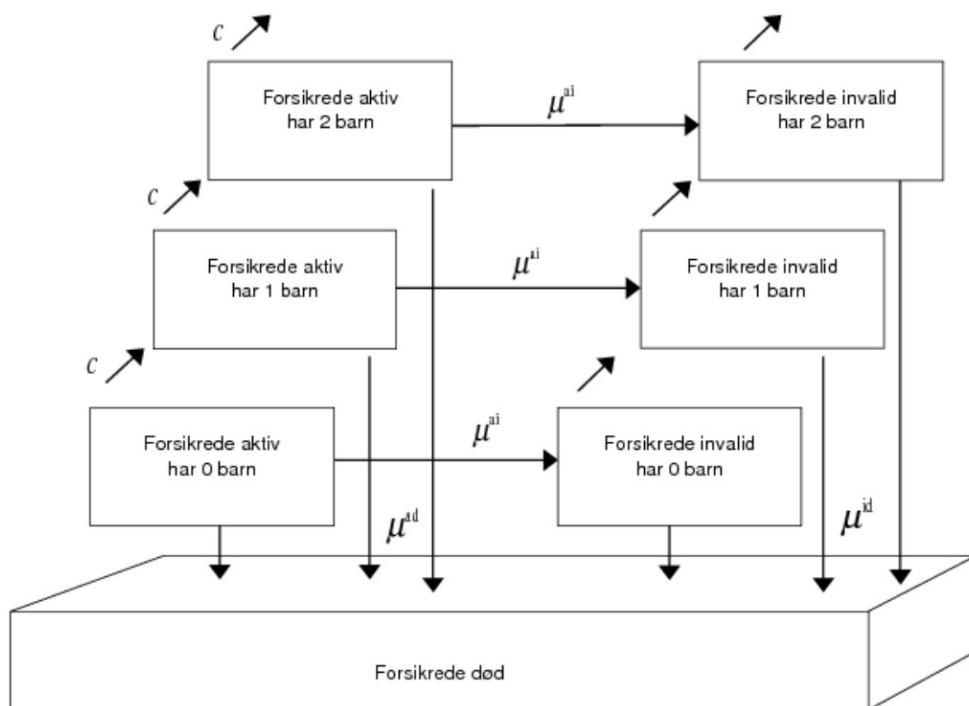 c
Forsikrede aktiv
har 2 barn
μ^ai
Forsikrede invalid
har 2 barn
c
Forsikrede aktiv
har 1 barn
μ^ai
Forsikrede invalid
har 1 barn
c
Forsikrede aktiv
har 0 barn
μ^ai
Forsikrede invalid
har 0 barn
μ^ad
μ^id
Forsikrede død